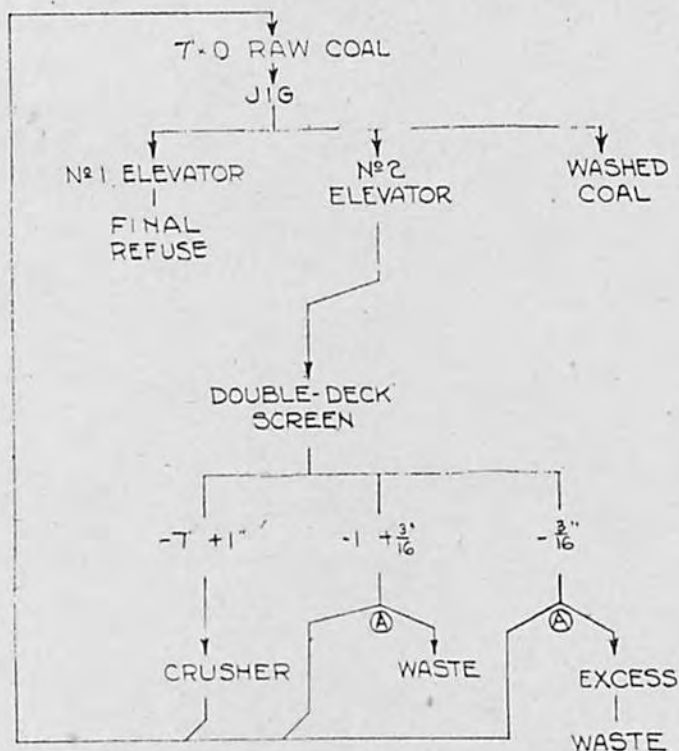 7"-0 RAW COAL
JIG
Nº1. ELEVATOR
FINAL
REFUSE
Nº2
ELEVATOR
WASHED
COAL
DOUBLE-DECK
SCREEN
-7" +1"
-1 +3/16"
-3/16"
A
A
CRUSHER
WASTE
EXCESS
WASTE